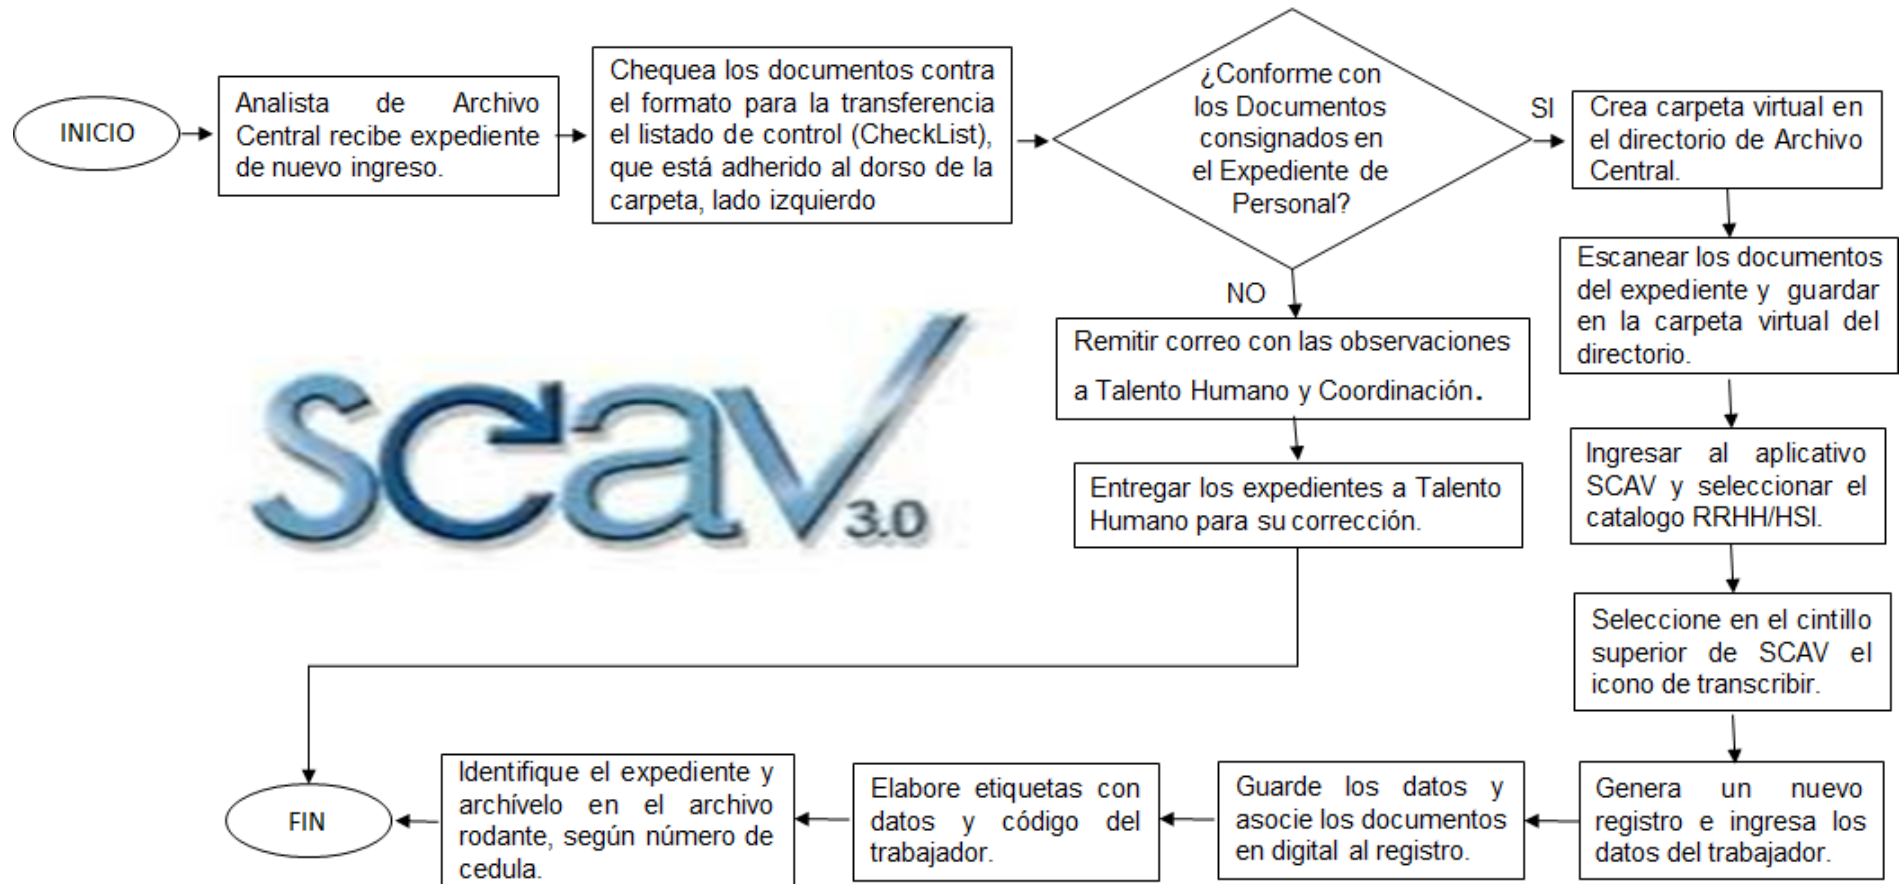 INICIO
Analista de Archivo
Central recibe expediente
de nuevo ingreso.
Chequea los documentos contra
el formato para la transferencia
el listado de control (CheckList),
que está adherido al dorso de la
carpeta, lado izquierdo
¿Conforme con
los Documentos
consignados en
el Expediente de
Personal?
SI
Crea carpeta virtual en
el directorio de Archivo
Central.
Escanear los documentos
del expediente y guardar
en la carpeta virtual del
directorio.
NO
Remitir correo con las observaciones
a Talento Humano y Coordinación.
Entregar los expedientes a Talento
Humano para su corrección.
scav
3.0
Ingresar al aplicativo
SCAV y seleccionar el
catalogo RRHH/HSI.
Seleccione en el cintillo
superior de SCAV el
icono de transcribir.
Genera un nuevo
registro e ingresa los
datos del trabajador.
Guarde los datos y
asocie los documentos
en digital al registro.
Elabore etiquetas con
datos y código del
trabajador.
Identifique el expediente y
archívelo en el archivo
rodante, según número de
cedula.
FIN